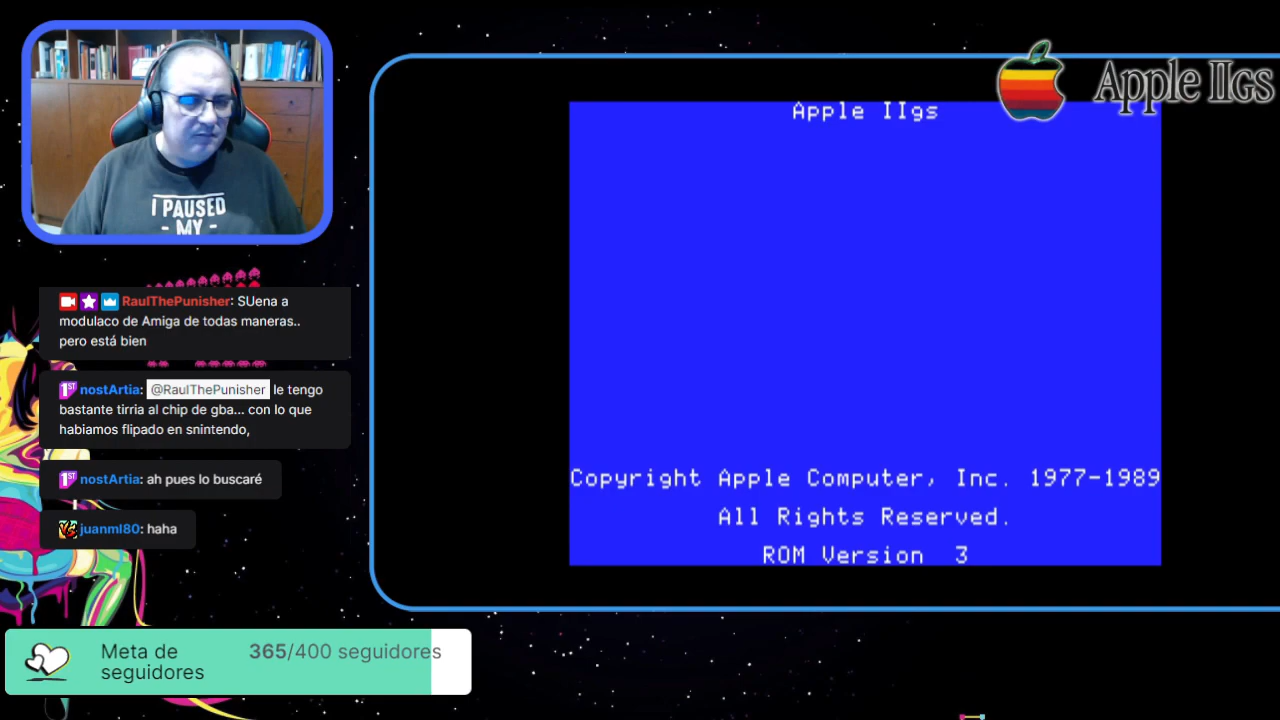 I PAUSED
- MY -
Apple IIgs
Apple IIgs
RaulThePunisher: SUena a
modulaco de Amiga de todas maneras..
pero está bien
1ST nostArtia: @RaulThePunisher le tengo
bastante tirria al chip de gba... con lo que
habiamos flipado en snintendo,
1ST nostArtia: ah pues lo buscaré
juanml80: haha
Copyright Apple Computer, Inc. 1977-1989
All Rights Reserved.
ROM Version 3
Meta de
seguidores
365/400 seguidores